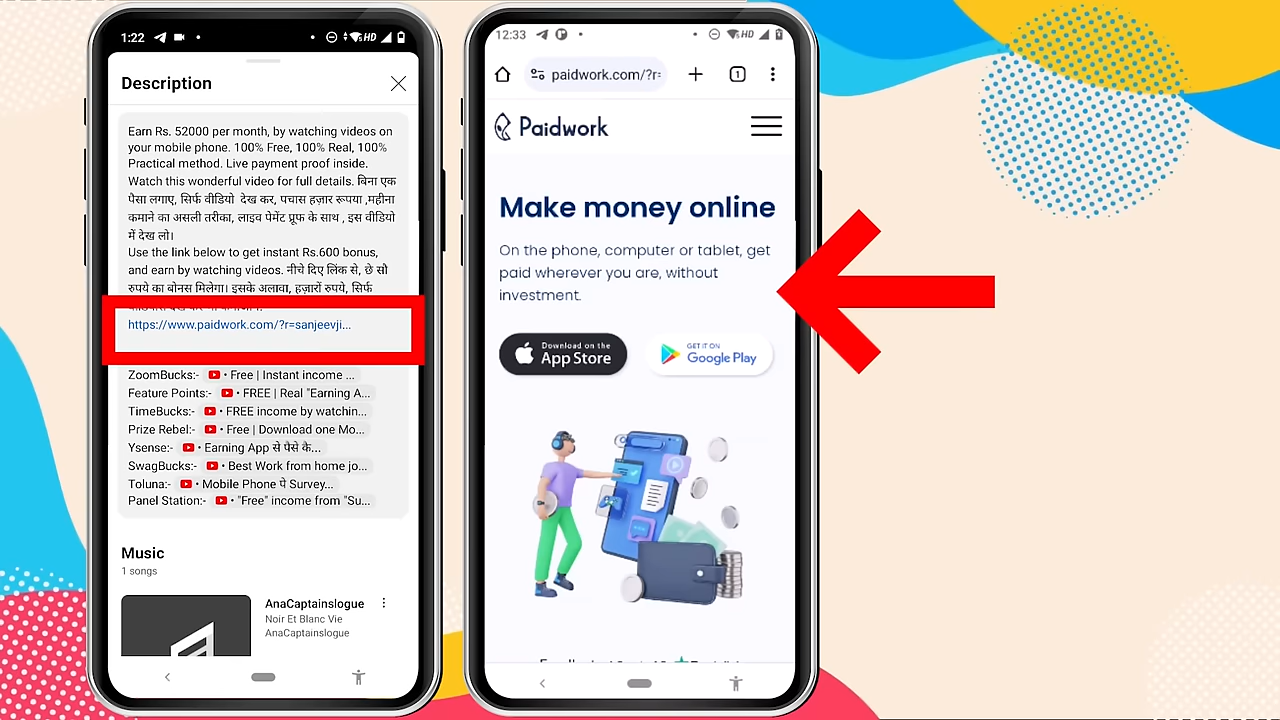 1:22
HD
Description
Earn Rs. 52000 per month, by watching videos on
your mobile phone. 100% Free, 100% Real, 100%
Practical method. Live payment proof inside.
Watch this wonderful video for full details. बिना एक
पैसा लगाए, सिर्फ वीडियो देख कर, पचास हज़ार रूपया ,महीना
कमाने का असली तरीका, लाइव पेमेंट प्रूफ के साथ , इस वीडियो
में देख लो।
Use the link below to get instant Rs.600 bonus,
and earn by watching videos. नीचे दिए लिंक से, छे सौ
रुपये का बोनस मिलेगा। इसके अलावा, हज़ारों रुपये, सिर्फ
https://www.paidwork.com/?r=sanjeevji...
ZoomBucks:- • Free | Instant income ...
Feature Points:- • FREE | Real "Earning A...
TimeBucks:- • FREE income by watchin...
Prize Rebel:- • Free | Download one Mo...
Ysense:- • Earning App से पैसे कै...
SwagBucks:- • Best Work from home jo...
Toluna:- • Mobile Phone पे Survey...
Panel Station:- • "Free" income from "Su...
Music
1 songs
AnaCaptainslogue
Noir Et Blanc Vie
AnaCaptainslogue
12:33
HD
paidwork.com/?r=
1
Paidwork
Make money online
On the phone, computer or tablet, get
paid wherever you are, without
investment.
Download on the
App Store
GET IT ON
Google Play